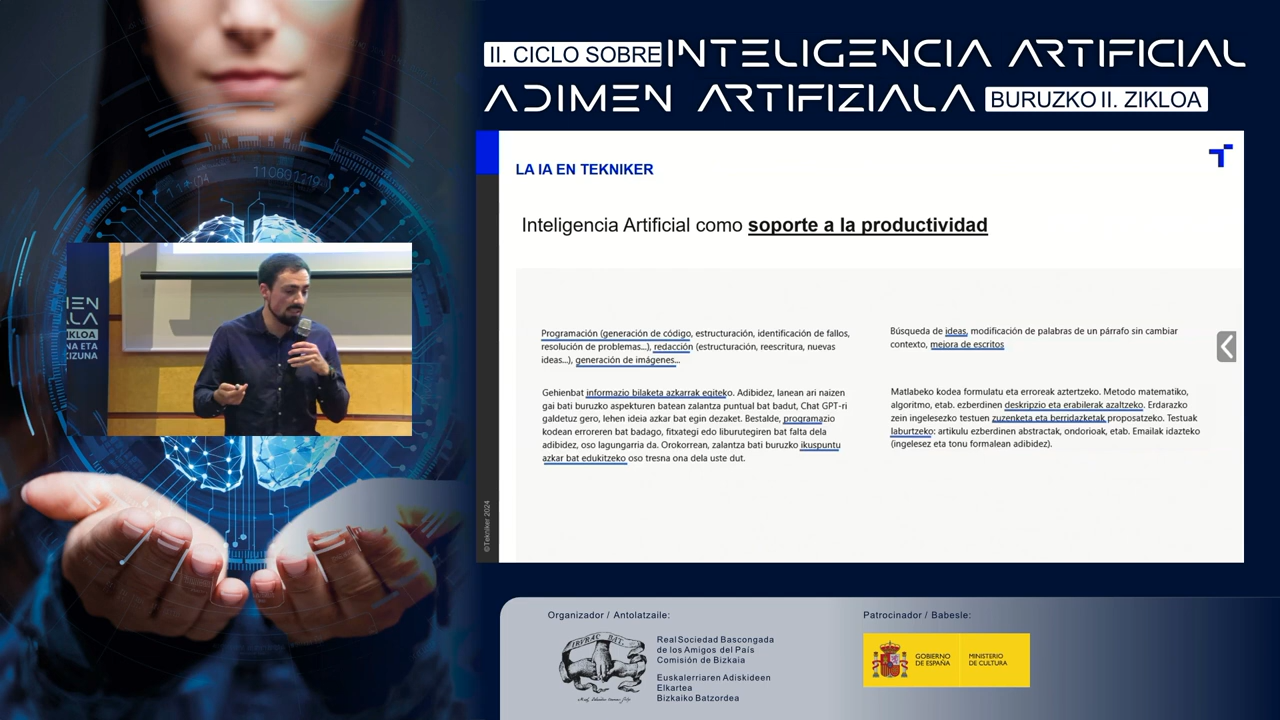 II. CICLO SOBRE INTELIGENCIA ARTIFICIAL
ADIMEN ARTIFIZIALA BURUZKO II. ZIKLOA
LA IA EN TEKNIKER
Inteligencia Artificial como soporte a la productividad
Programación (generación de código, estructuración, identificación de fallos,
resolución de problemas...), redacción (estructuración, reescritura, nuevas
ideas...), generación de imágenes...
Gehienbat informazio bilaketa azkarrak egiteko. Adibidez, lanean ari naizen
gai bati buruzko aspekturen batean zalantza puntual bat badut, Chat GPT-ri
galdetuz gero, lehen ideia azkar bat egin dezaket. Bestalde, programazio
kodean erroreren bat badago, fitxategi edo liburutegiren bat falta dela
adibidez, oso lagungarria da. Orokorrean, zalantza bati buruzko ikuspuntu
azkar bat edukitzeko oso tresna ona dela uste dut.
Búsqueda de ideas, modificación de palabras de un párrafo sin cambiar
contexto, mejora de escritos
Matlabeko kodea formulatu eta erroreak aztertzeko. Metodo matematiko,
algoritmo, etab. ezberdinen deskripzio eta erabilerak azaltzeko. Erdarazko
zein ingelesezko testuen zuzenketa eta berridazketak proposatzeko. Testuak
laburtzeko: artikulu ezberdinen abstractak, ondorioak, etab. Emailak idazteko
(ingelesez eta tonu formalean adibidez).
©Tekniker 2024
MEN
ALA
IKLOA
NA ETA
KIZUNA
110601219
Organizador / Antolatzaile:
IRVRAC BAT
Real Sociedad Bascongada
de los Amigos del País
Comisión de Bizkaia
Euskalerriaren Adiskideen
Elkartea
Bizkaiko Batzordea
Patrocinador / Babesle:
GOBIERNO
DE ESPAÑA
MINISTERIO
DE CULTURA